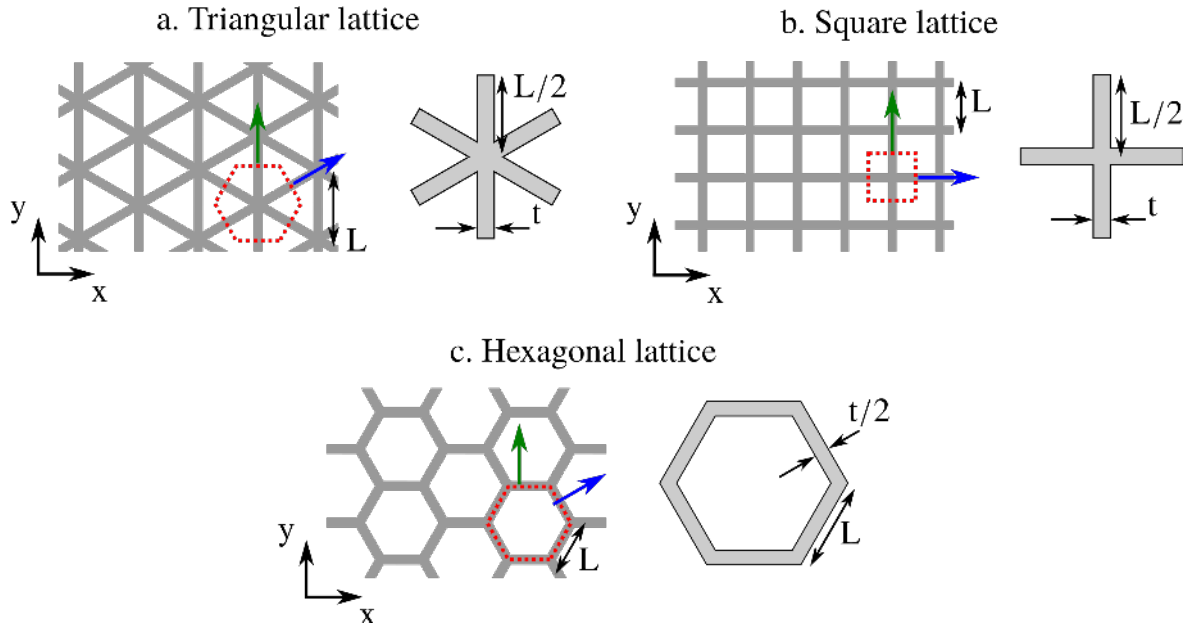 a. Triangular lattice
b. Square lattice
L/2
L
L/2
y
L
t
y
t
x
x
c. Hexagonal lattice
t/2
y
L
L
x